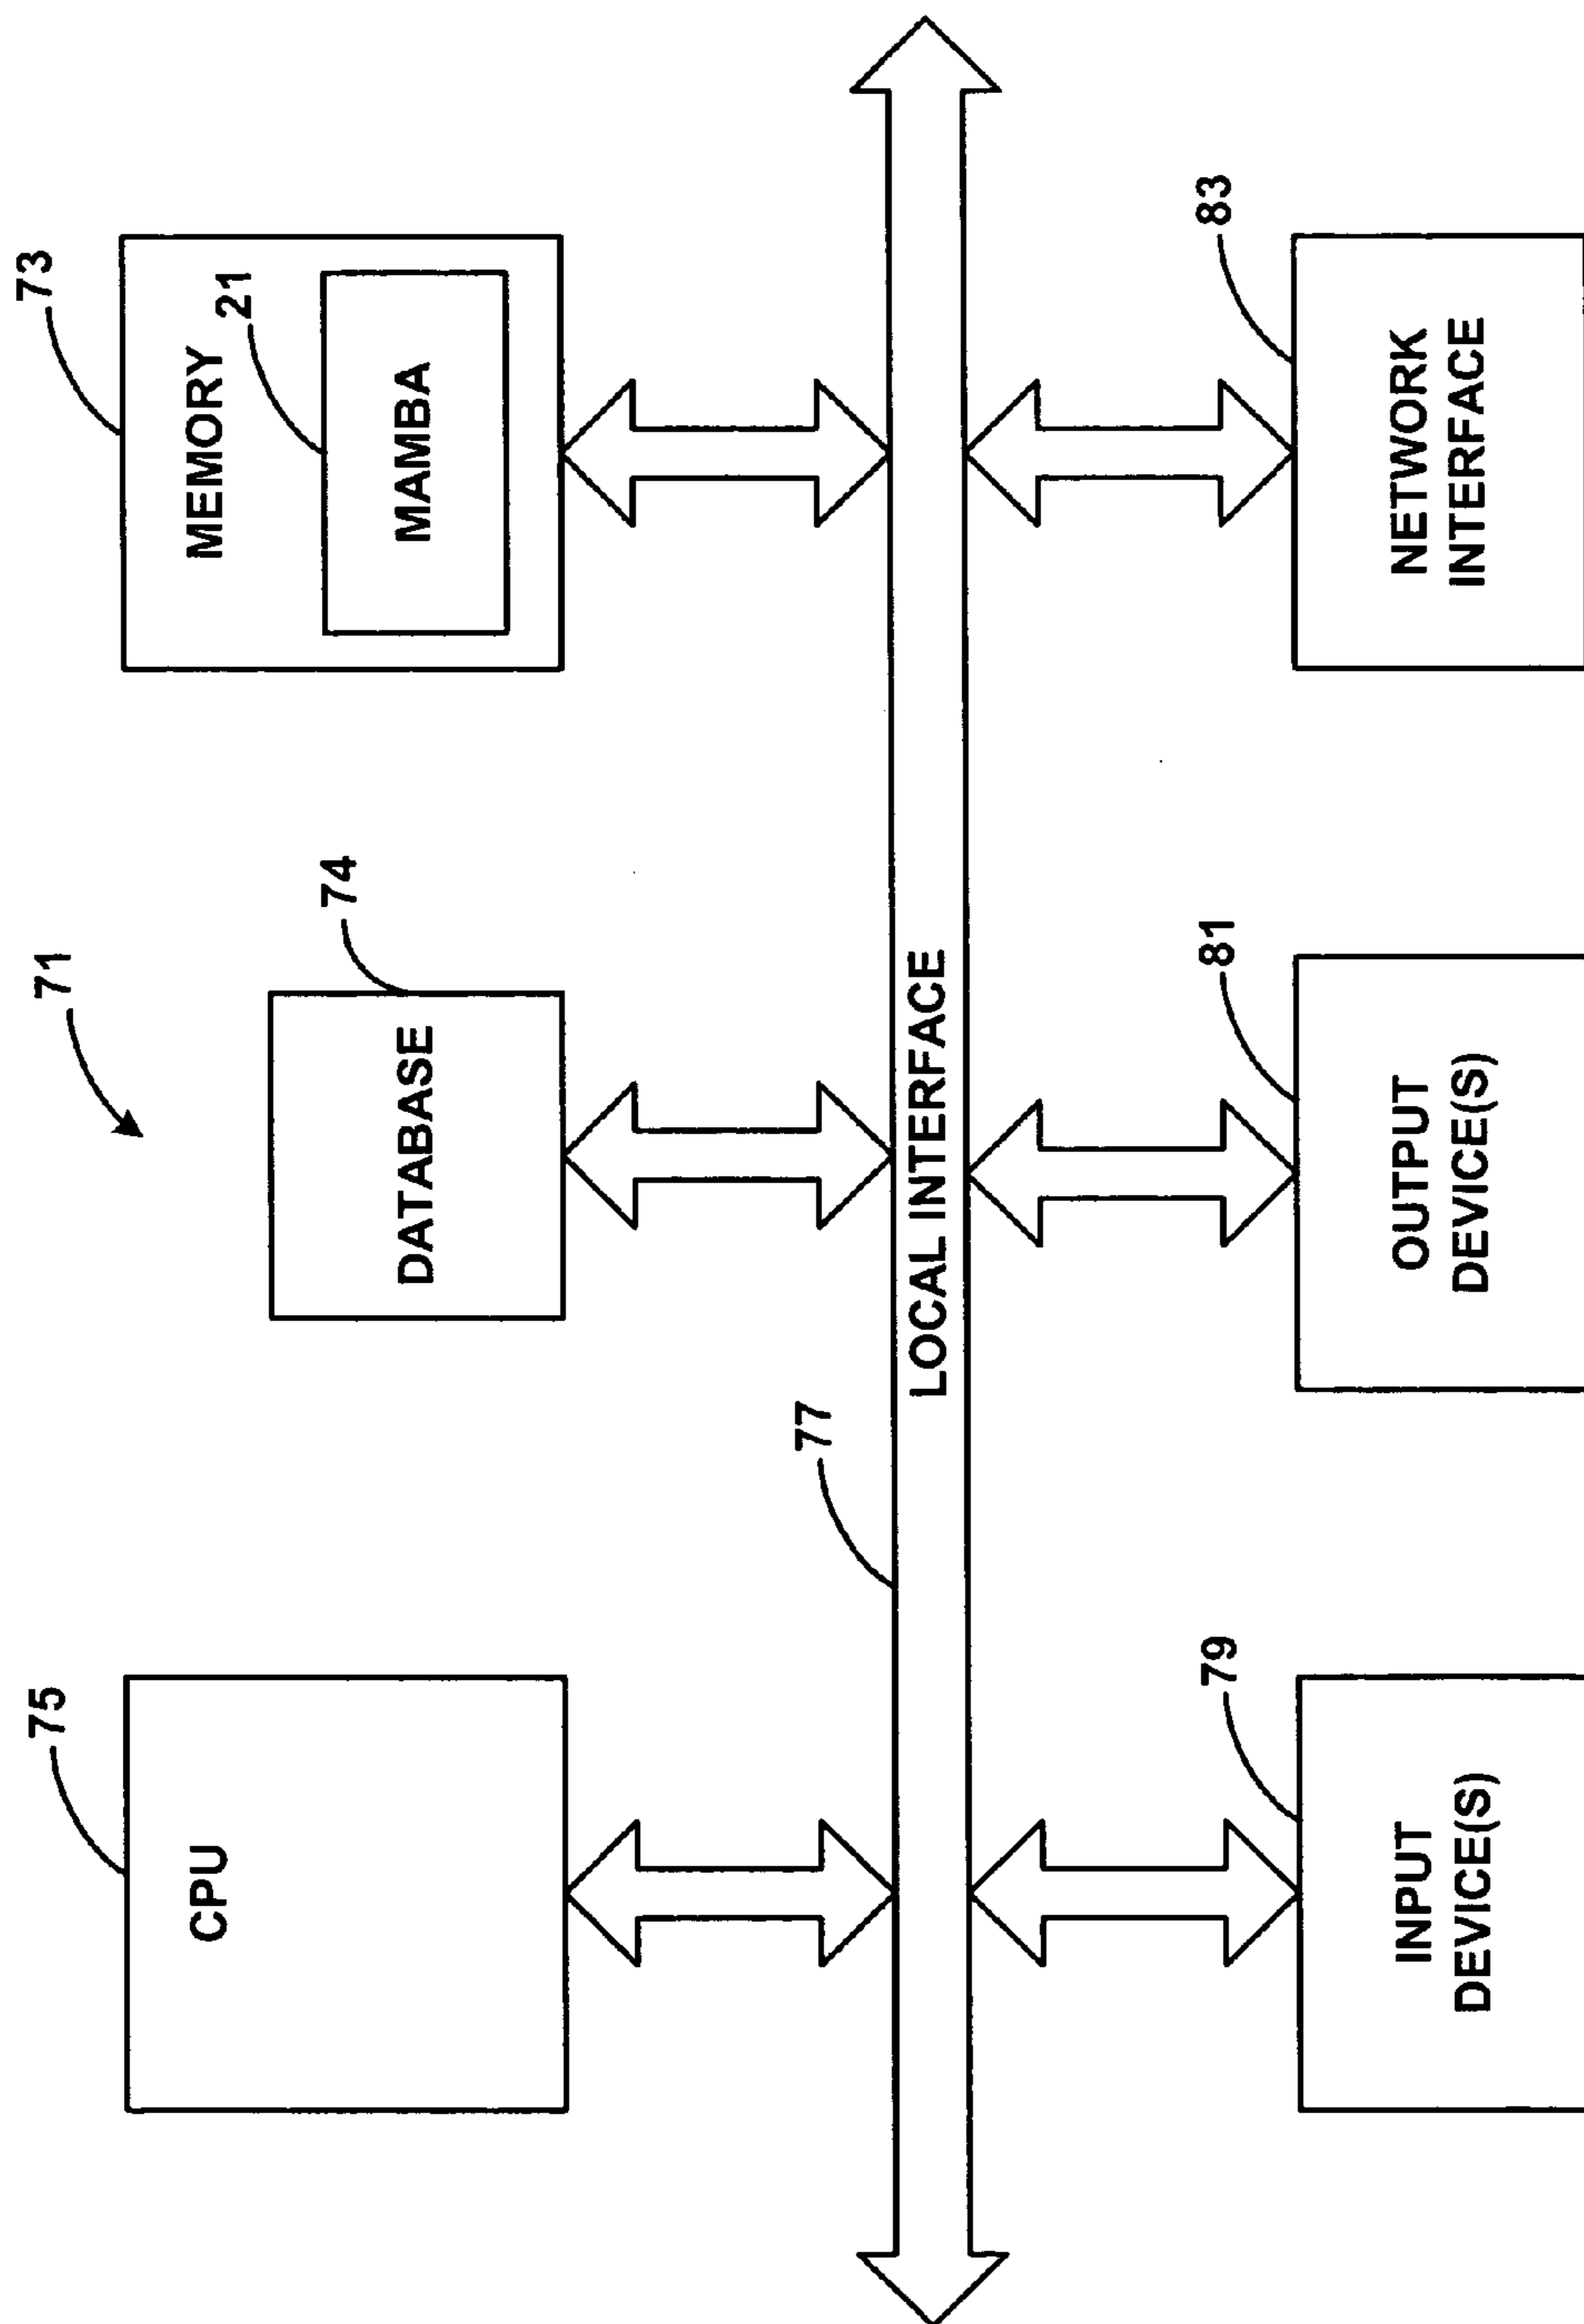 71
75
CPU
74
DATABASE
73
MEMORY
21
MAMBA
77
LOCAL INTERFACE
79
INPUT
DEVICE(S)
81
OUTPUT
DEVICE(S)
83
NETWORK
INTERFACE